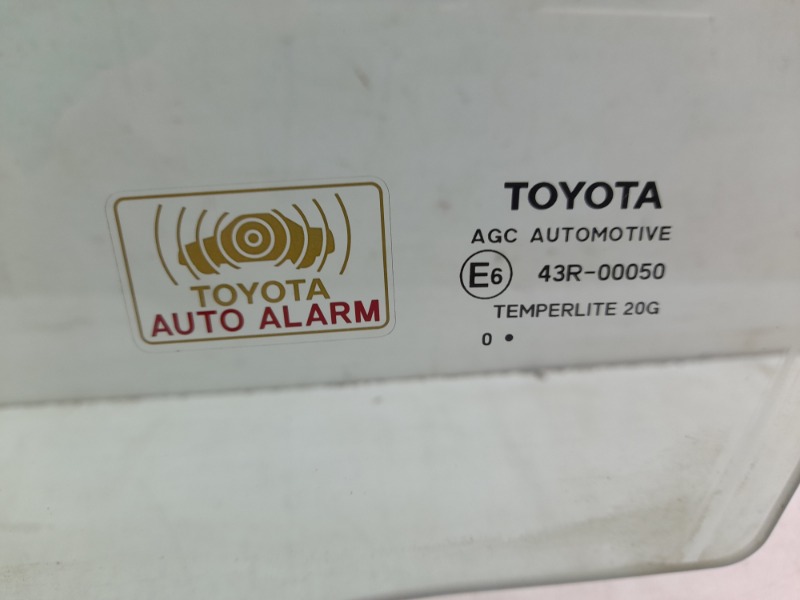 TOYOTA
AUTO ALARM
TOYOTA
AGC AUTOMOTIVE
E6 43R-00050
TEMPERLITE 20G
0 •